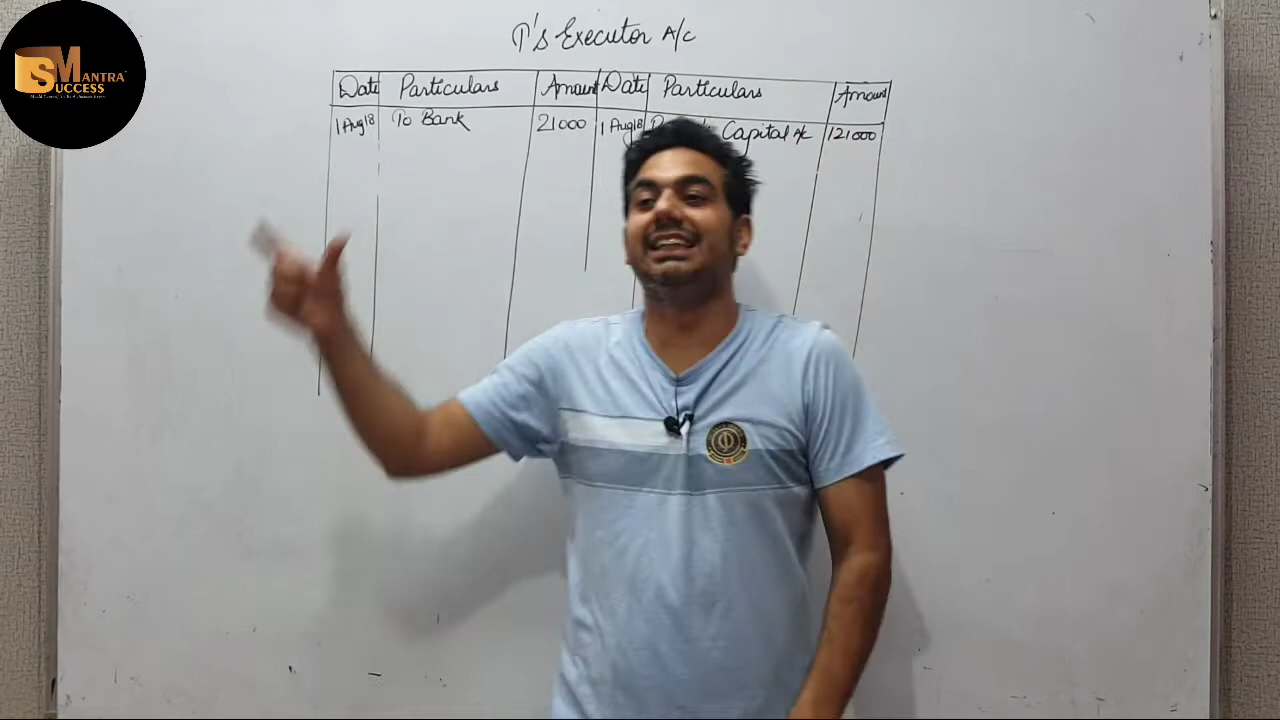 SUCCESS MANTRA
T's Executor A/c
Date Particulars Amount Date Particulars Amount
1 Aug 18 To Bank 21000 1 Aug 18 Capital A/c 121000